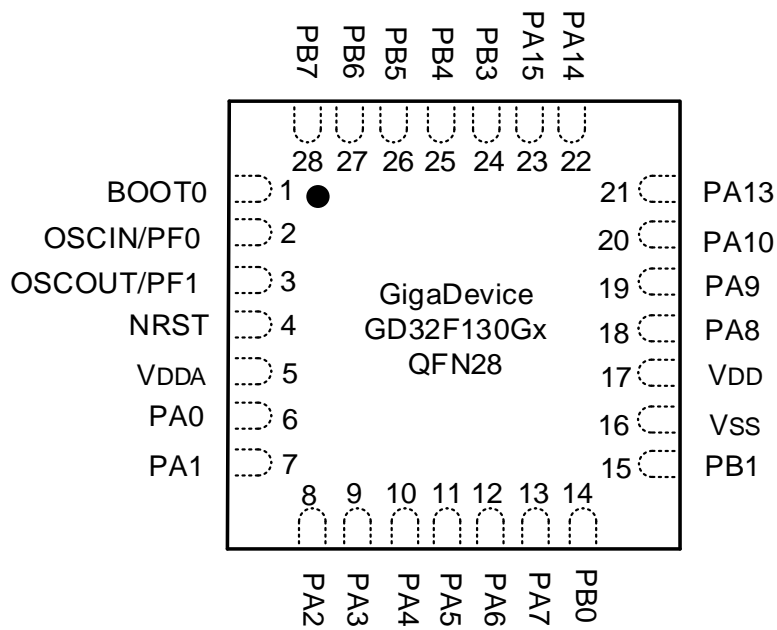 PB7 PB6 PB5 PB4 PB3 PA15 PA14
28 27 26 25 24 23 22
BOOT0 1
OSCIN/PF0 2
OSCOUT/PF1 3
NRST 4
VDDA 5
PA0 6
PA1 7
GigaDevice
GD32F130Gx
QFN28
21 PA13
20 PA10
19 PA9
18 PA8
17 VDD
16 VSS
15 PB1
8 9 10 11 12 13 14
PA2 PA3 PA4 PA5 PA6 PA7 PB0